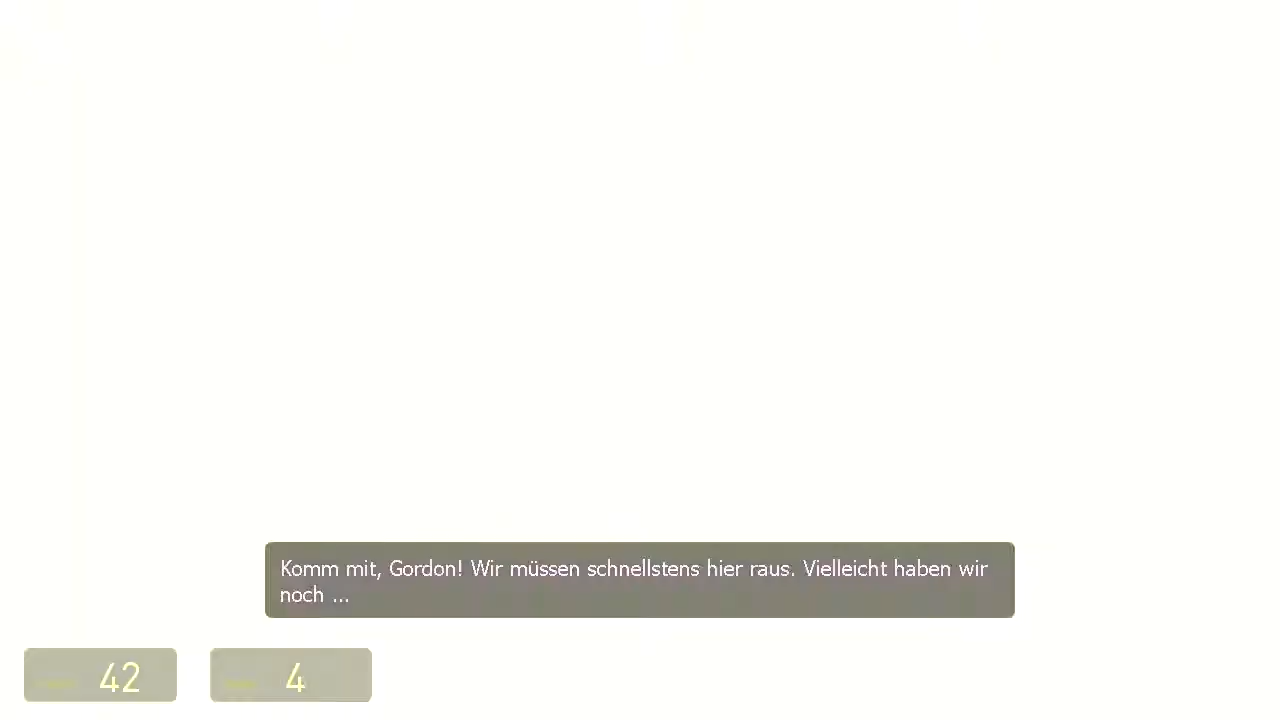 Komm mit, Gordon! Wir müssen schnellstens hier raus. Vielleicht haben wir
noch ...
42 4